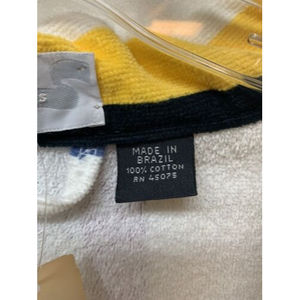 S
MADE IN
BRAZIL
100% COTTON
RN 45075